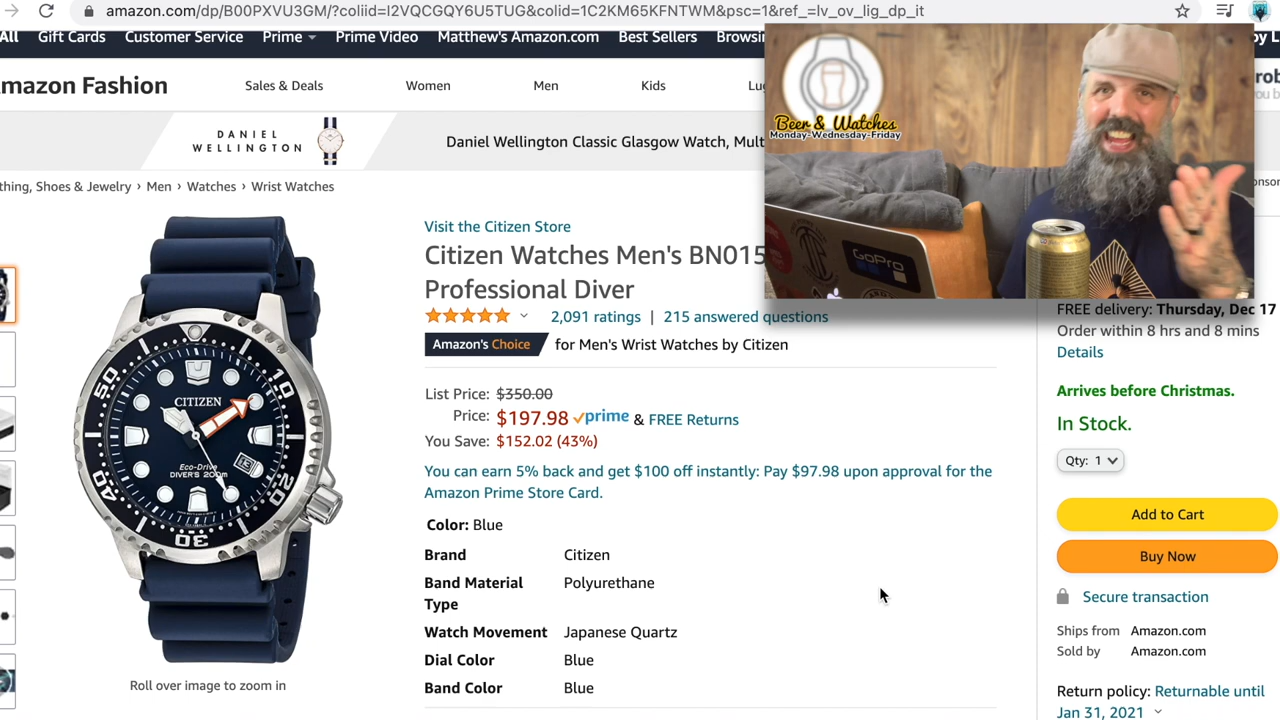 amazon.com/dp/B00PXVU3GM/?coliid=I2VQCGQY6U5TUG&colid=1C2KM65KFNTWM&psc=1&ref_=lv_ov_lig_dp_it
All Gift Cards Customer Service Prime Prime Video Matthew's Amazon.com Best Sellers Browsi by L
mazon Fashion Sales & Deals Women Men Kids Lug
DANIEL
WELLINGTON
Daniel Wellington Classic Glasgow Watch, Mult
Beer & Watches
Monday-Wednesday-Friday
GoPro
thing, Shoes & Jewelry › Men › Watches › Wrist Watches
Visit the Citizen Store
Citizen Watches Men's BN015
Professional Diver
2,091 ratings | 215 answered questions
Amazon's Choice for Men's Wrist Watches by Citizen
List Price: $350.00
Price: $197.98 prime & FREE Returns
You Save: $152.02 (43%)
You can earn 5% back and get $100 off instantly: Pay $97.98 upon approval for the
Amazon Prime Store Card.
Color: Blue
Brand Citizen
Band Material Polyurethane
Type
Watch Movement Japanese Quartz
Dial Color Blue
Band Color Blue
10
20
30
40
50
CITIZEN
13
Eco-Drive
DIVER'S 200m
Roll over image to zoom in
FREE delivery: Thursday, Dec 17
Order within 8 hrs and 8 mins
Details
Arrives before Christmas.
In Stock.
Qty: 1
Add to Cart
Buy Now
Secure transaction
Ships from Amazon.com
Sold by Amazon.com
Return policy: Returnable until
Jan 31, 2021